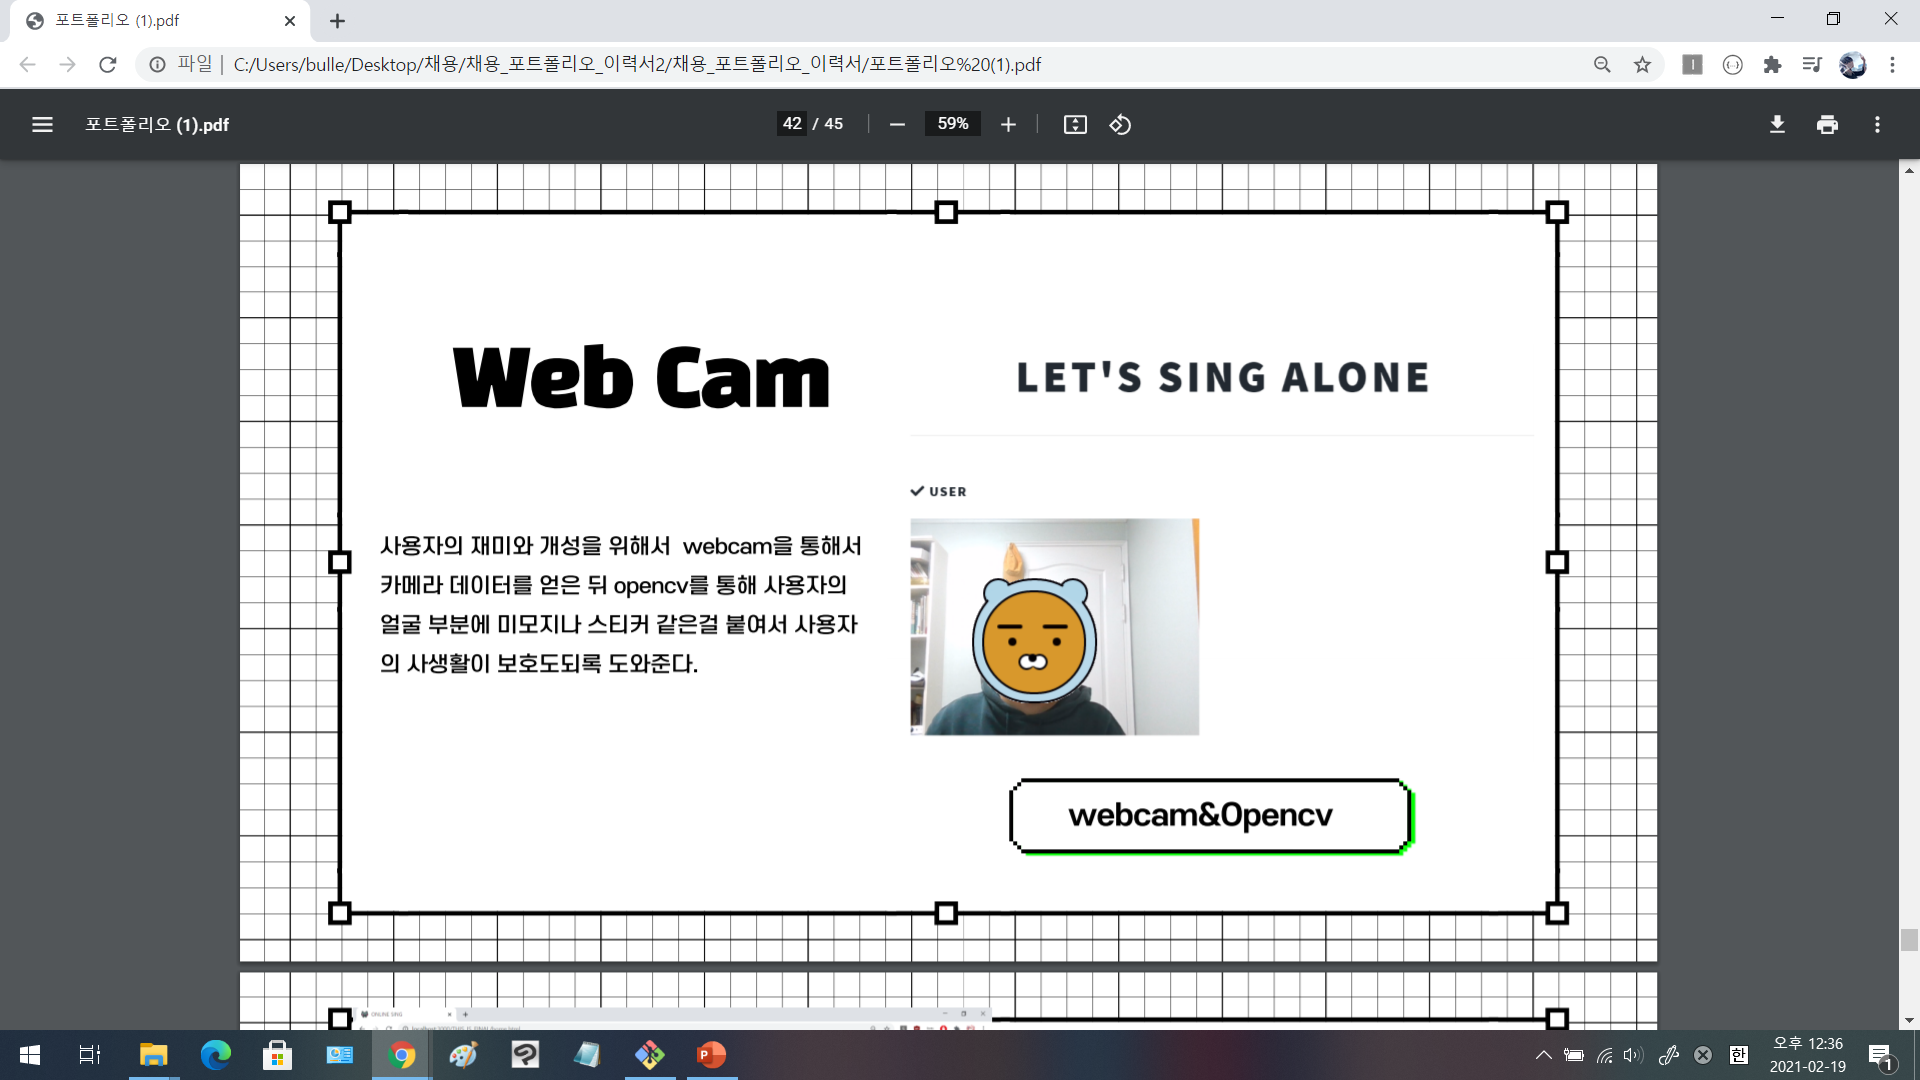 포트폴리오 (1).pdf
파일 | C:/Users/bulle/Desktop/채용/채용_포트폴리오_이력서2/채용_포트폴리오_이력서/포트폴리오%20(1).pdf
포트폴리오 (1).pdf
42 / 45
59%
Web Cam
LET'S SING ALONE
USER
사용자의 재미와 개성을 위해서 webcam을 통해서
카메라 데이터를 얻은 뒤 opencv를 통해 사용자의
얼굴 부분에 미모지나 스티커 같은걸 붙여서 사용자
의 사생활이 보호도되록 도와준다.
webcam&Opencv
ONLINE SING
한
오후 12:36
2021-02-19
1